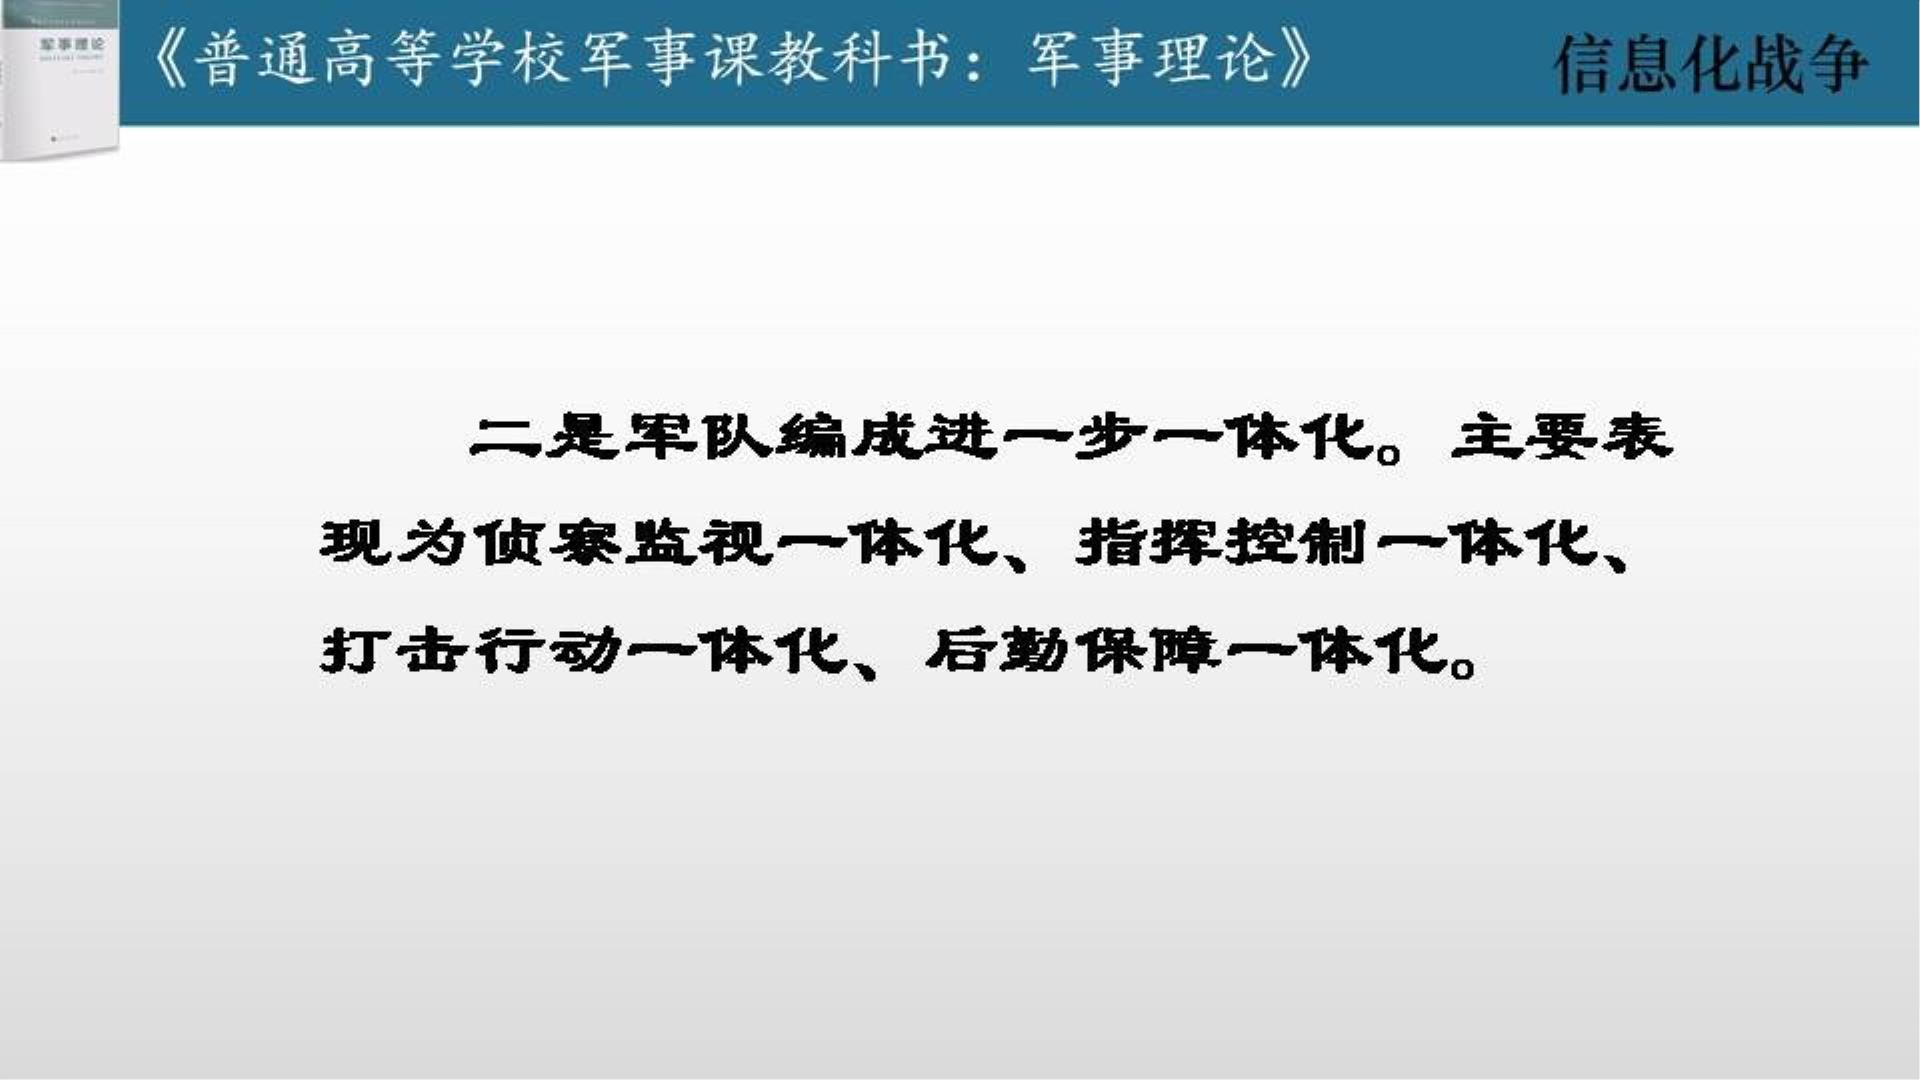 军事理论
《普通高等学校军事课教科书：军事理论》
信息化战争
二是军队编成进一步一体化。主要表
现为侦察监视一体化、指挥控制一体化、
打击行动一体化、后勤保障一体化。